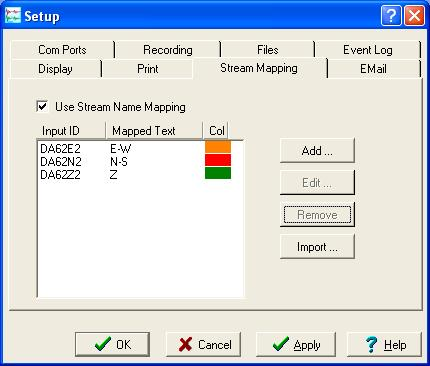 Setup
Com Ports Recording Files Event Log
Display Print Stream Mapping EMail
Use Stream Name Mapping
Input ID Mapped Text Col
DA62E2 E-W
DA62N2 N-S
DA62Z2 Z
Add ...
Edit ...
Remove
Import ...
OK Cancel Apply ? Help